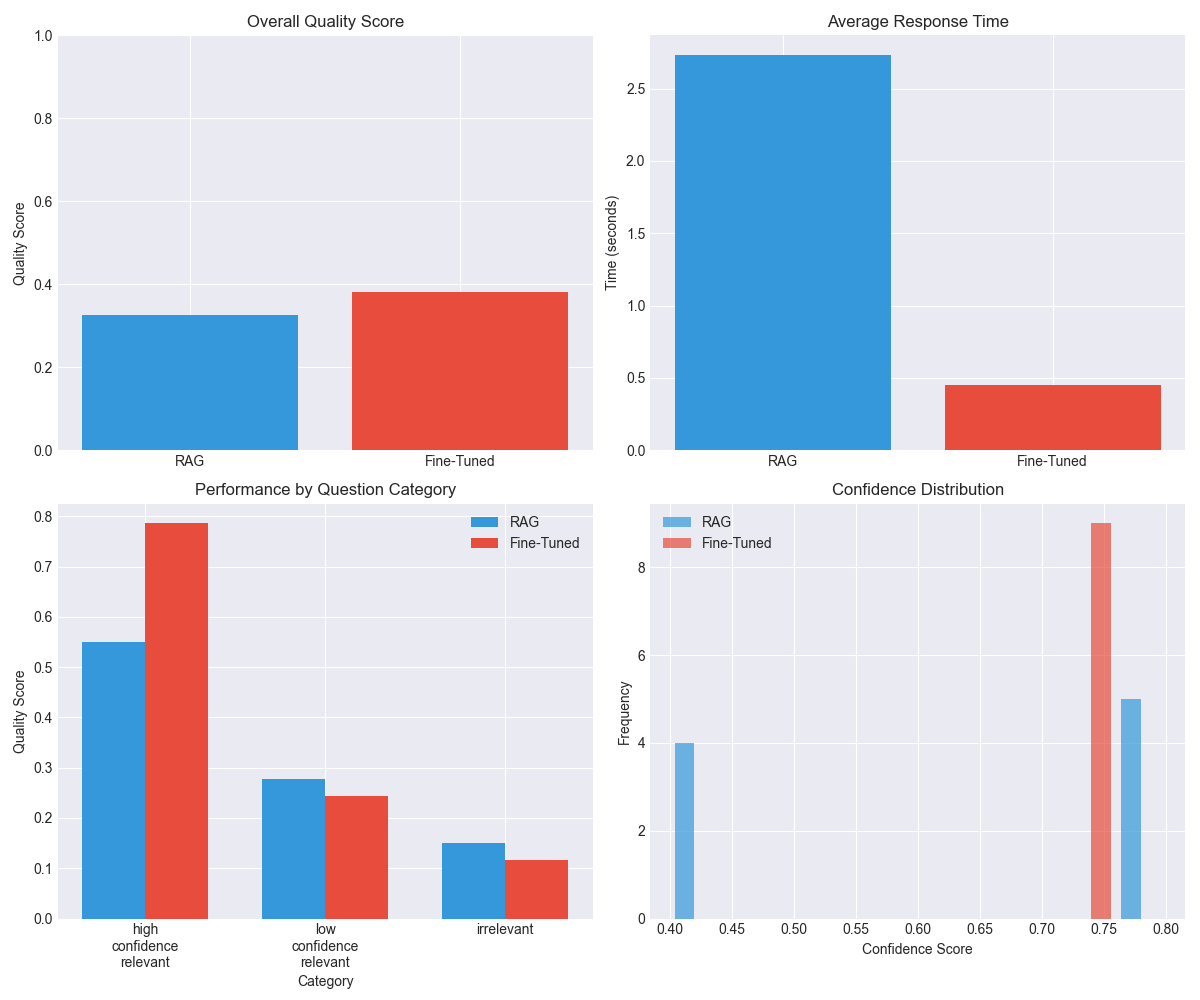 Overall Quality Score
Quality Score
1.0
0.8
0.6
0.4
0.2
0.0
RAG
Fine-Tuned
Average Response Time
Time (seconds)
2.5
2.0
1.5
1.0
0.5
0.0
RAG
Fine-Tuned
Performance by Question Category
Quality Score
0.8
0.7
0.6
0.5
0.4
0.3
0.2
0.1
0.0
RAG
Fine-Tuned
high
confidence
relevant
low
confidence
relevant
irrelevant
Category
Confidence Distribution
Frequency
8
6
4
2
0
RAG
Fine-Tuned
0.40
0.45
0.50
0.55
0.60
0.65
0.70
0.75
0.80
Confidence Score